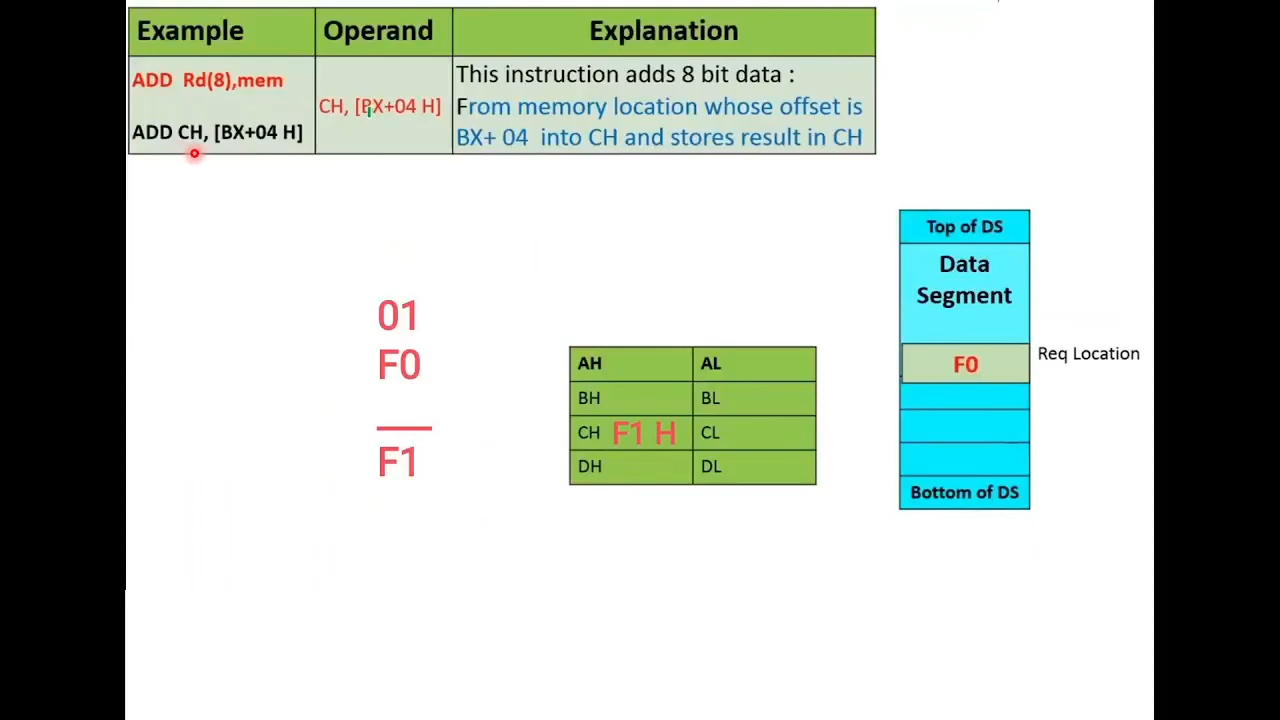 Example Operand Explanation
ADD Rd(8),mem
ADD CH, [BX+04 H]
CH, [BX+04 H]
This instruction adds 8 bit data :
From memory location whose offset is
BX+ 04 into CH and stores result in CH
01
F0
F1
AH AL
BH BL
CH F1 H CL
DH DL
Top of DS
Data
Segment
F0
Req Location
Bottom of DS